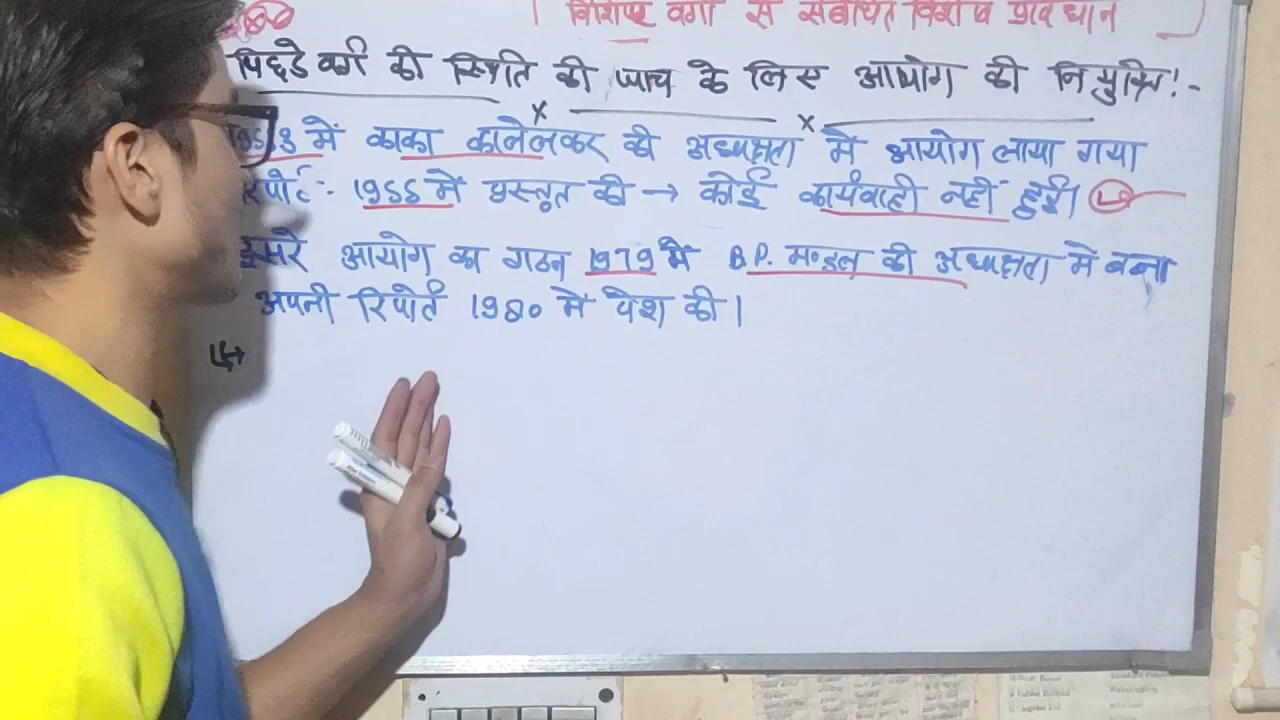 विशिष्ट वर्गो से संबंधित विशेष प्रावधान
पिछडे वर्ग की स्थिति की जाच के लिए आयोग की नियुक्ति:-
1953 में काका कालेलकर की अध्यक्षता में आयोग लाया गया
रिपोर्ट:- 1955 में प्रस्तुत की → कोई कार्यवाही नहीं हुई।
दूसरे आयोग का गठन 1979 में B.P. मण्डल की अध्यक्षता में बना
अपनी रिपोर्ट 1980 में पेश की।